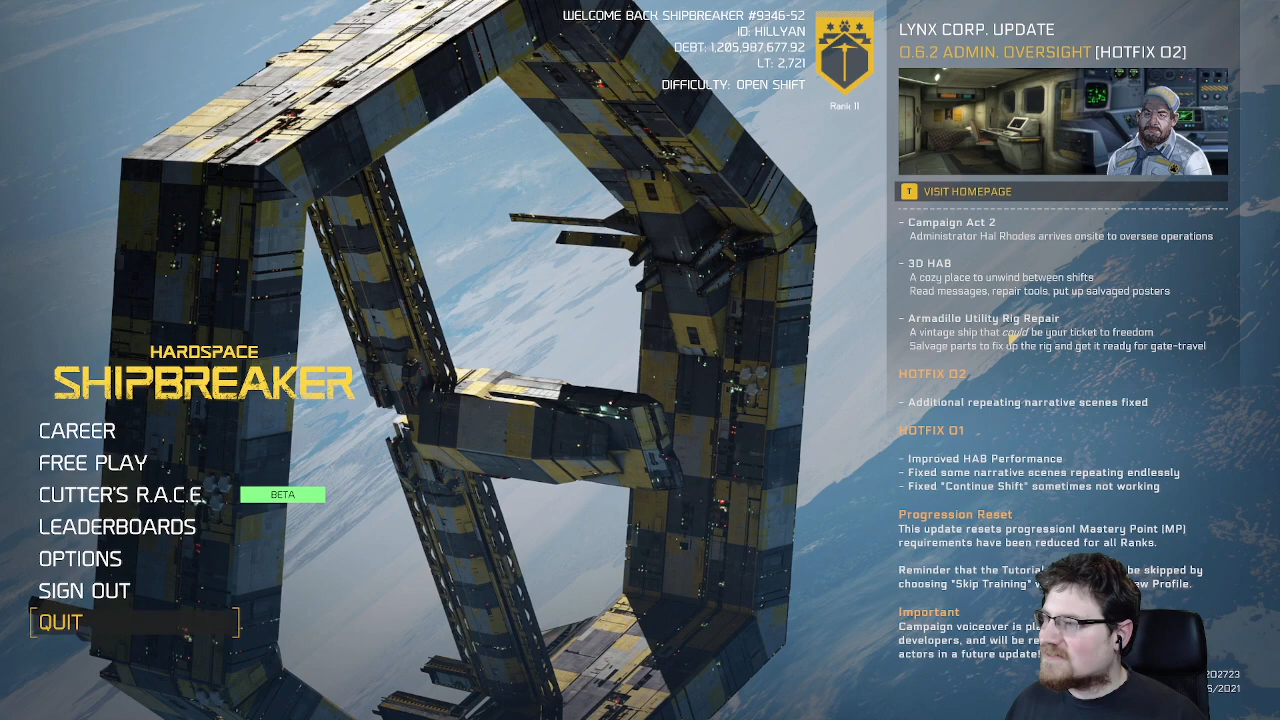 WELCOME BACK SHIPBREAKER #9346-52
ID: HILLYAN
DEBT: 1,205,987,677.92
LT: 2,721
DIFFICULTY: OPEN SHIFT
Rank 11
HARDSPACE
SHIPBREAKER
CAREER
FREE PLAY
CUTTER'S R.A.C.E. BETA
LEADERBOARDS
OPTIONS
SIGN OUT
QUIT
LYNX CORP. UPDATE
0.6.2 ADMIN. OVERSIGHT [HOTFIX 02]
T VISIT HOMEPAGE
- Campaign Act 2
Administrator Hal Rhodes arrives onsite to oversee operations
- 3D HAB
A cozy place to unwind between shifts
Read messages, repair tools, put up salvaged posters
- Armadillo Utility Rig Repair
A vintage ship that could be your ticket to freedom
Salvage parts to fix up the rig and get it ready for gate-travel
HOTFIX 02
- Additional repeating narrative scenes fixed
HOTFIX 01
- Improved HAB Performance
- Fixed some narrative scenes repeating endlessly
- Fixed "Continue Shift" sometimes not working
Progression Reset
This update resets progression! Mastery Point (MP)
requirements have been reduced for all Ranks.
Reminder that the Tutorial be skipped by
choosing "Skip Training" Profile.
Important
Campaign voiceover is
developers, and will be
actors in a future update!